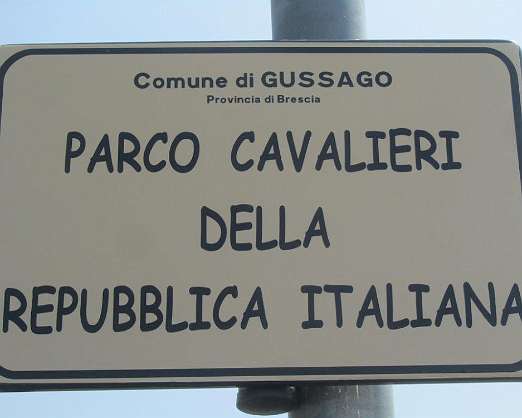 Comune di GUSSAGO
Provincia di Brescia
PARCO CAVALIERI
DELLA
REPUBBLICA ITALIANA